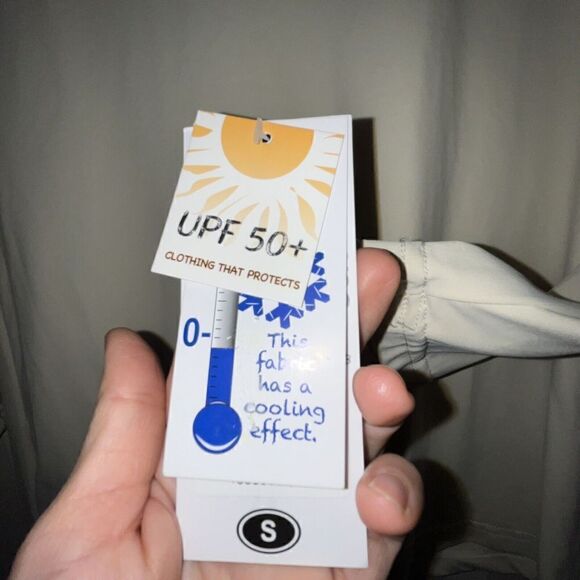 UPF 50+
CLOTHING THAT PROTECTS
0-
This
fabric
has a
cooling
effect.
S